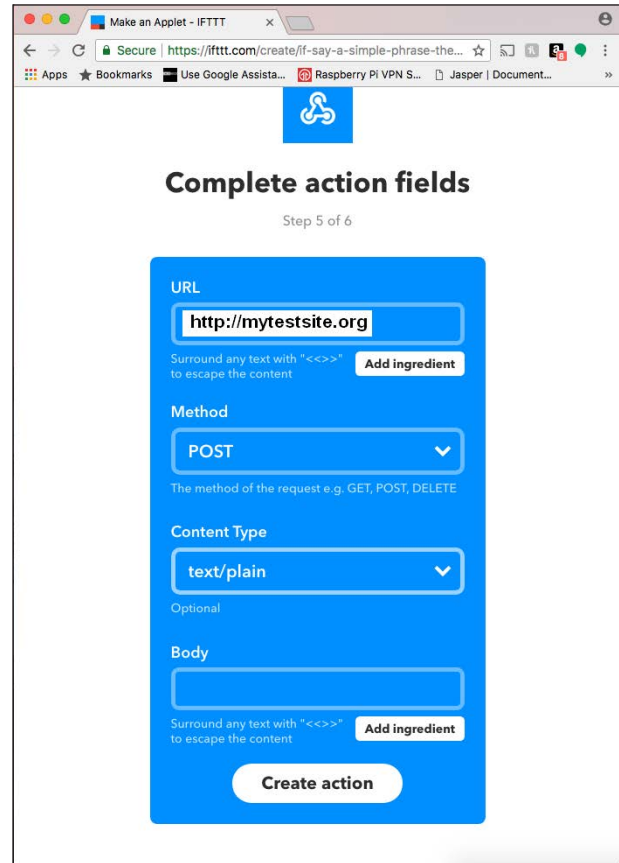 Make an Applet - IFTTT
Secure | https://ifttt.com/create/if-say-a-simple-phrase-the...
Apps Bookmarks Use Google Assista... Raspberry Pi VPN S... Jasper | Document... »
Complete action fields
Step 5 of 6
URL
http://mytestsite.org
Surround any text with "<<>>"
to escape the content
Add ingredient
Method
POST
The method of the request e.g. GET, POST, DELETE
Content Type
text/plain
Optional
Body
Surround any text with "<<>>"
to escape the content
Add ingredient
Create action